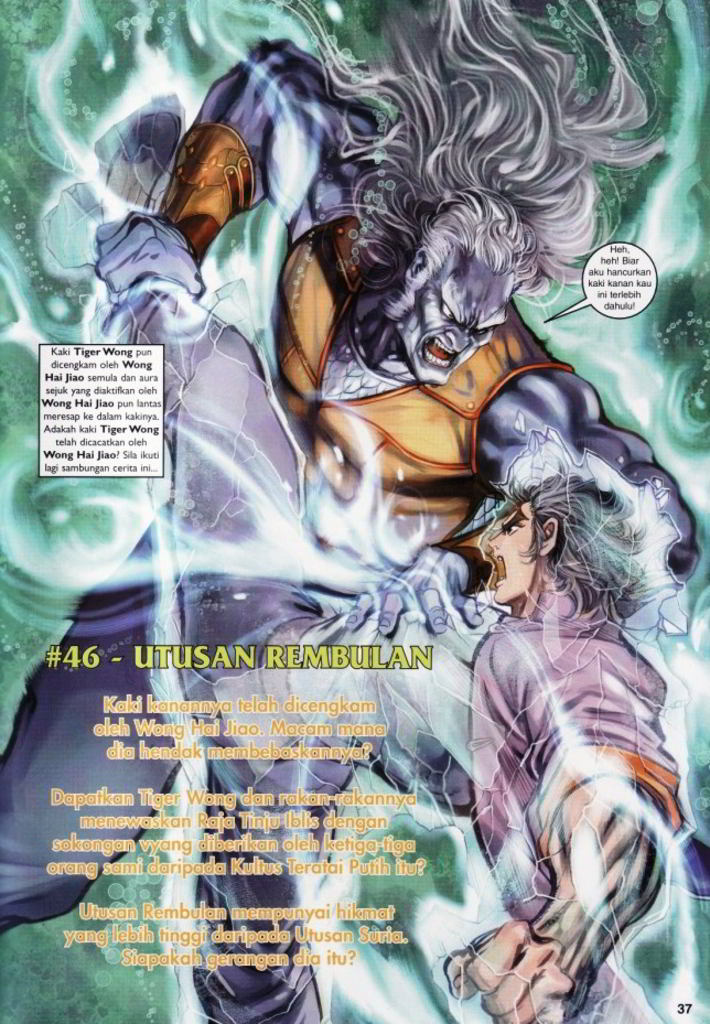 Heh,
heh! Biar
aku hancurkan
kaki kanan kau
ini terlebih
dahulu!
Kaki Tiger Wong pun
dicengkam oleh Wong
Hai Jiao semula dan aura
sejuk yang diaktifkan oleh
Wong Hai Jiao pun lantas
meresap ke dalam kakinya.
Adakah kaki Tiger Wong
telah dicacatkan oleh
Wong Hai Jiao? Sila ikuti
lagi sambungan cerita ini...
#46 - UTUSAN REMBULAN
Kaki kanannya telah dicengkam
oleh Wong Hai Jiao. Macam mana
dia hendak membebaskannya?
Dapatkan Tiger Wong dan rakan-rakannya
menewaskan Raja Tinju Iblis dengan
sokongan vyang diberikan oleh ketiga-tiga
orang sami daripada Kultus Teratai Putih itu?
Utusan Rembulan mempunyai hikmat
yang lebih tinggi daripada Utusan Suria.
Siapakah gerangan dia itu?
37